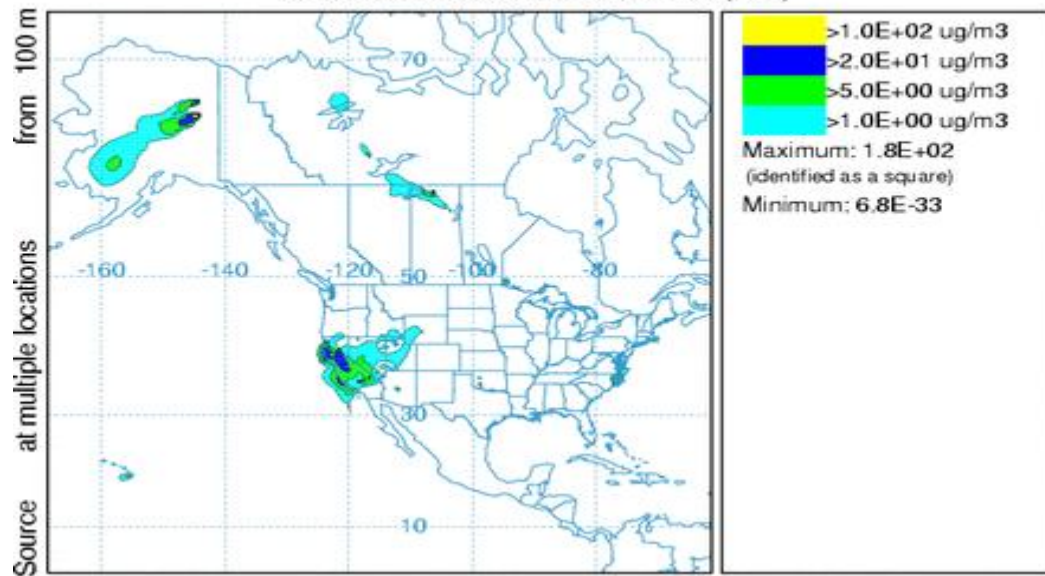 Source at multiple locations from 100 m
70
-160 -140 -120 -100 -80
50
30
10
>1.0E+02 ug/m3
>2.0E+01 ug/m3
>5.0E+00 ug/m3
>1.0E+00 ug/m3
Maximum: 1.8E+02
(identified as a square)
Minimum: 6.8E-33